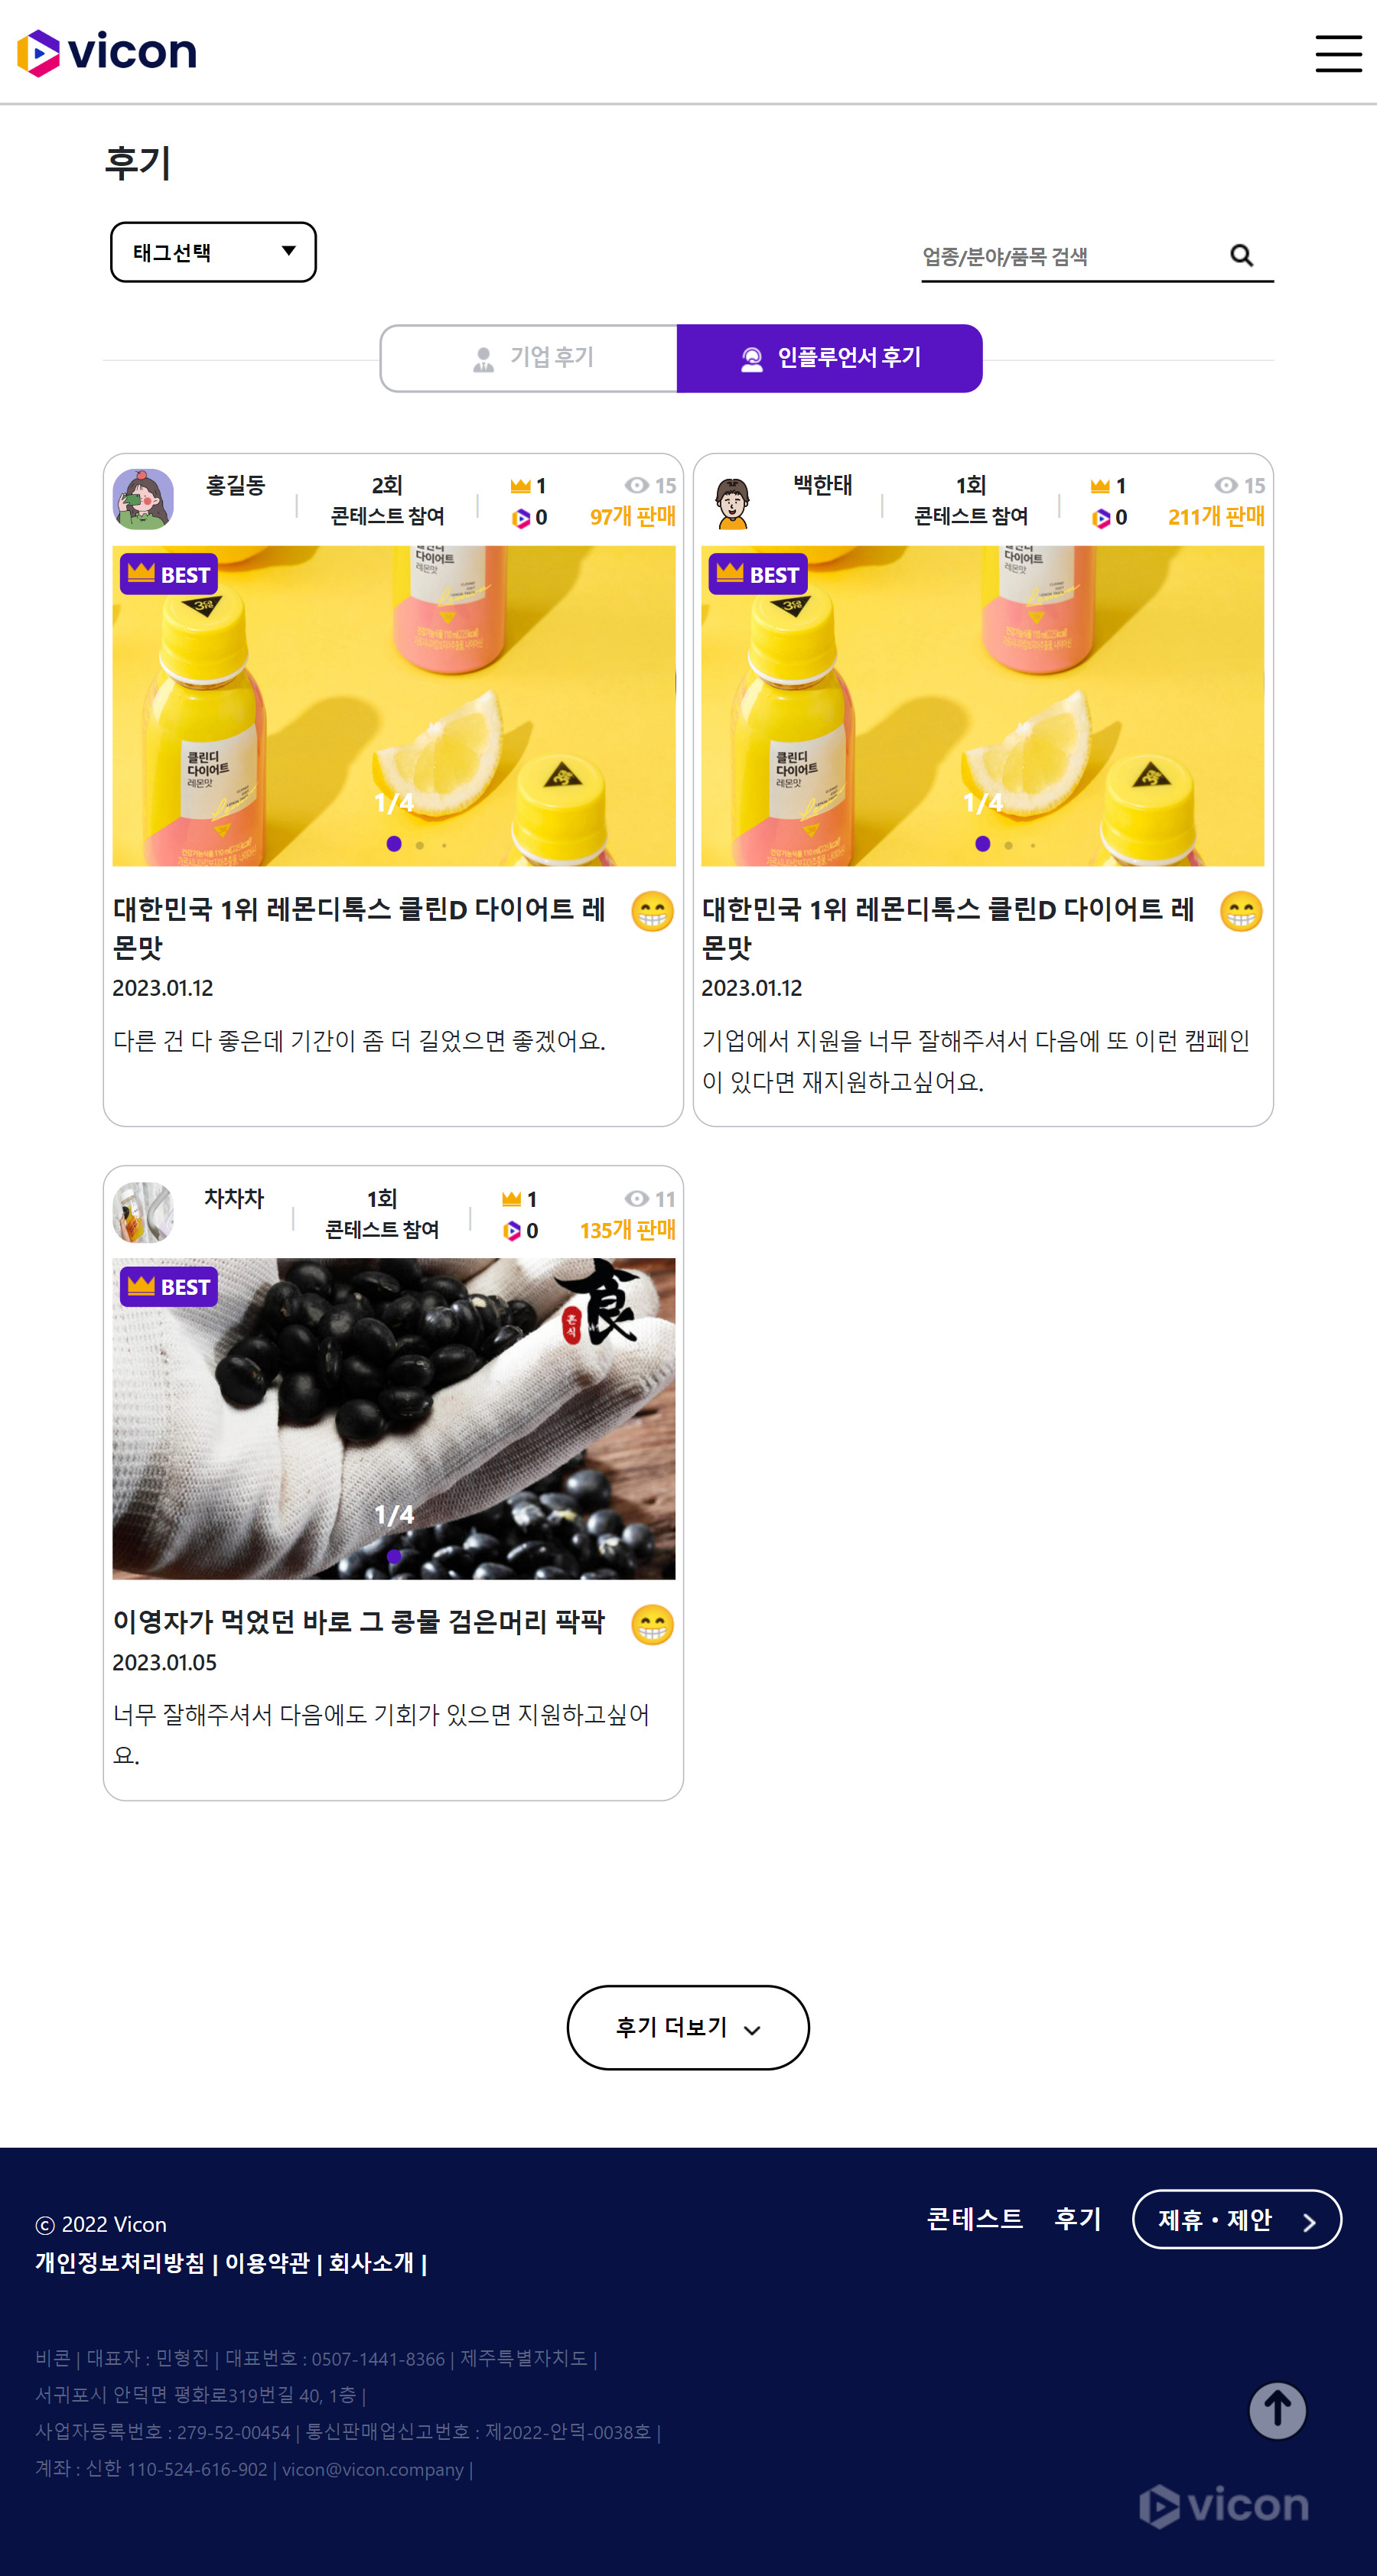 vicon
후기
태그선택
업종/분야/품목 검색
기업 후기
인플루언서 후기
홍길동
2회
콘테스트 참여
1
0
15
97개 판매
BEST
다이어트
레몬맛
클린디
다이어트
레몬맛
1/4
대한민국 1위 레몬디톡스 클린D 다이어트 레
몬맛
2023.01.12
다른 건 다 좋은데 기간이 좀 더 길었으면 좋겠어요.
백한태
1회
콘테스트 참여
1
0
15
211개 판매
BEST
다이어트
레몬맛
클린디
다이어트
레몬맛
1/4
대한민국 1위 레몬디톡스 클린D 다이어트 레
몬맛
2023.01.12
기업에서 지원을 너무 잘해주셔서 다음에 또 이런 캠페인
이 있다면 재지원하고싶어요.
차차차
1회
콘테스트 참여
1
0
11
135개 판매
BEST
食
흔식
1/4
이영자가 먹었던 바로 그 콩물 검은머리 팍팍
2023.01.05
너무 잘해주셔서 다음에도 기회가 있으면 지원하고싶어
요.
후기 더보기
ⓒ 2022 Vicon
개인정보처리방침 | 이용약관 | 회사소개 |
콘테스트 후기 제휴 • 제안
비콘 | 대표자 : 민형진 | 대표번호 : 0507-1441-8366 | 제주특별자치도 |
서귀포시 안덕면 평화로319번길 40, 1층 |
사업자등록번호 : 279-52-00454 | 통신판매업신고번호 : 제2022-안덕-0038호 |
계좌 : 신한 110-524-616-902 | vicon@vicon.company |
vicon